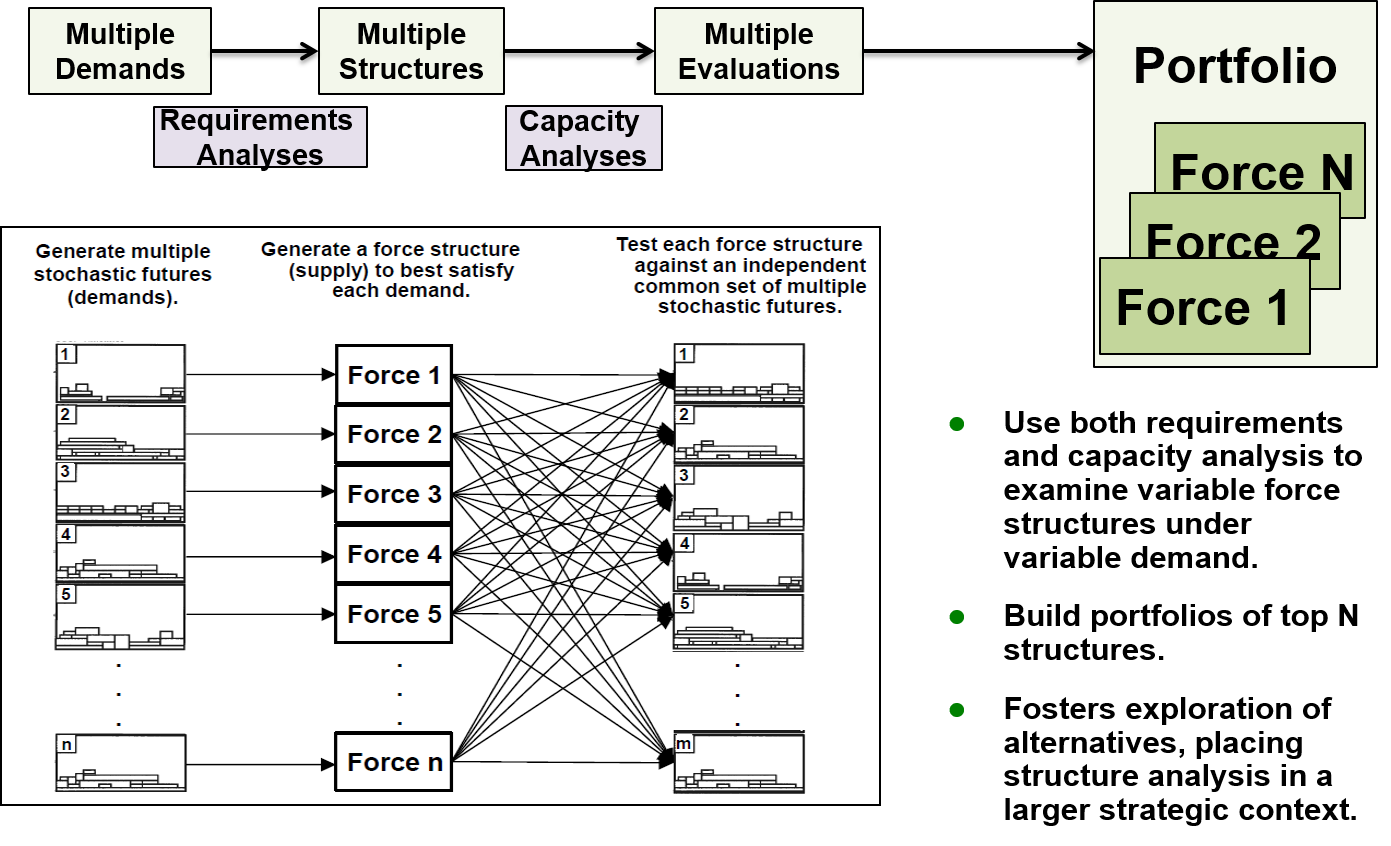 Multiple
Demands
Multiple
Structures
Multiple
Evaluations
Requirements
Analyses
Capacity
Analyses
Portfolio
Force N
Force 2
Force 1
Generate multiple
stochastic futures
(demands).
Generate a force structure
(supply) to best satisfy
each demand.
Test each force structure
against an independent
common set of multiple
stochastic futures.
1
2
3
4
5
.
.
.
n
Force 1
Force 2
Force 3
Force 4
Force 5
.
.
.
Force n
1
2
3
4
5
.
.
.
m
● Use both requirements
and capacity analysis to
examine variable force
structures under
variable demand.
● Build portfolios of top N
structures.
● Fosters exploration of
alternatives, placing
structure analysis in a
larger strategic context.